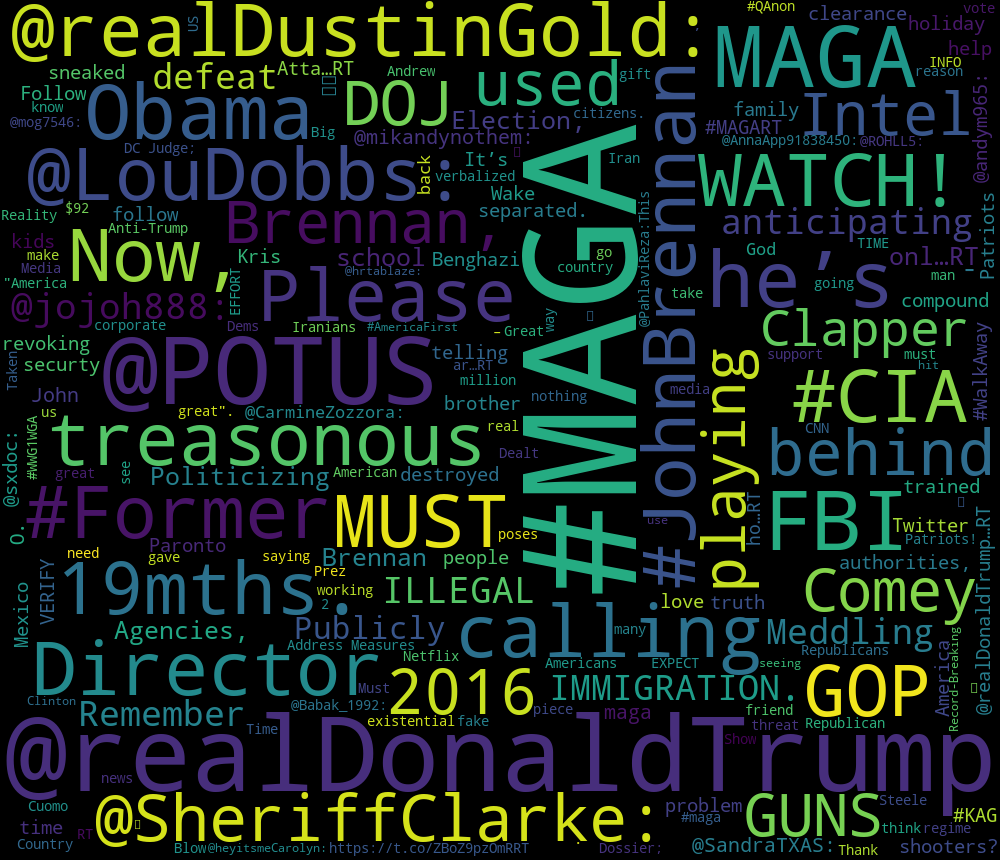 @realDustinGold:
US
#QAnon
clearance
vote
holiday
MAGA
help
sneaked
defeat
Atta…RT
Andrew
used
gift
INFO
reason
Follow
know
@mog7546:
Obama
DOJ
Election,
citizens.
family
Intel
@andym965:
Big
@mikandynothem:
#MAGART
@AnnaApp91838450:
@ROHLL5:
DC Judge;
@LouDobbs:
back
It's
verbalized
Wake
Iran
WATCH!
Reality
$92
follow
Anti-Trump
Brennan,
separated.
anticipating
Patriots
kids
make
Media
"America
Now,
Kris
school
Benghazi
go
country
@PahlaviReza:This
God
TIME
onl…RT
-
@hrtablaze:
EFFORT
Please
take
he's
going
man
@jojoh888:
compound
corporate
Dems
Iranians
#AmericaFirst
–
Great
way
#MAGA
#JohnBrennan
Clapper
revoking
securty
Taken
@POTUS
telling
ar…RT
million
support
must
hit
#WalkAway
John
us
great".
@CarmineZozzora:
brother
nothing
media
playing
#CIA
real
treasonous
Dealt
CNN
behind
@sxdoc:
#WWG1WGA
great
see
Politicizing
American
destroyed
trained
O.
#Former
MUST
poses
use
ho…RT
FBI
Twitter
Patriots!
@realDonaldTrump…RT
need
Paronto
gave
saying
Brennan
people
authorities,
VERIFY
Mexico
19mths.
Prez
working
2
ILLEGAL
love
truth
Comey
Agencies,
Publicly
calling
many
Meddling
Address
Measures
Republicans
Record-Breaking
America
Director
Netflix
Americans
EXPECT
seeing
Clinton
Must
2016
IMMIGRATION.
GOP
Remember
@Babak_1992:
existential
fake
piece
maga
friend
threat
Republican
Time
@realDonaldTrump
Show
news
Cuomo
time
RT
Country
@SheriffClarke:
problem
#maga
GUNS
Steele
#KAG
think
regime
Blow
@heyitsmeCarolyn:
https://t.co/ZBoZ9pzOmRRT
Dossier;
@SandraTXAS:
Thank
shooters?